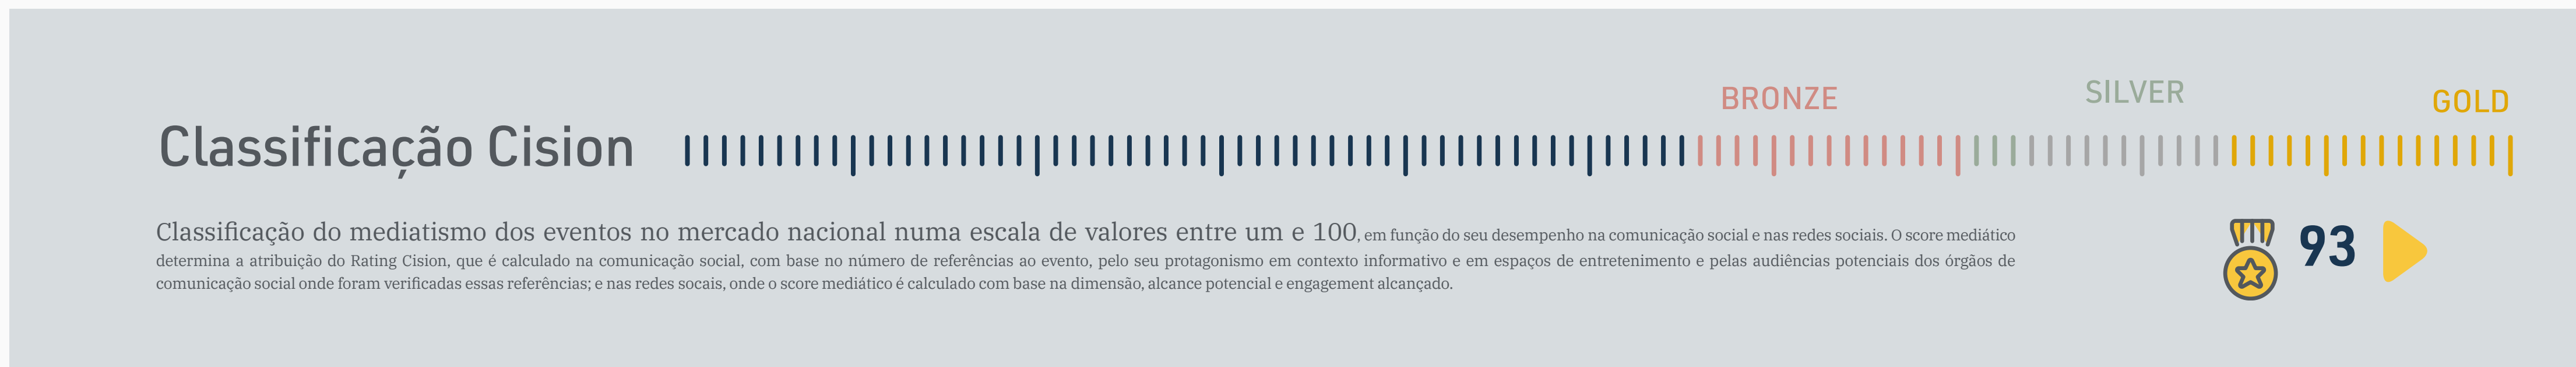 BRONZE
SILVER
GOLD
Classificação Cision
Classificação do mediatismo dos eventos no mercado nacional numa escala de valores entre um e 100, em função do seu desempenho na comunicação social e nas redes sociais. O score mediático
determina a atribuição do Rating Cision, que é calculado na comunicação social, com base no número de referências ao evento, pelo seu protagonismo em contexto informativo e em espaços de entretenimento e pelas audiências potenciais dos órgãos de
comunicação social onde foram verificadas essas referências; e nas redes socais, onde o score mediático é calculado com base na dimensão, alcance potencial e engagement alcançado.
93